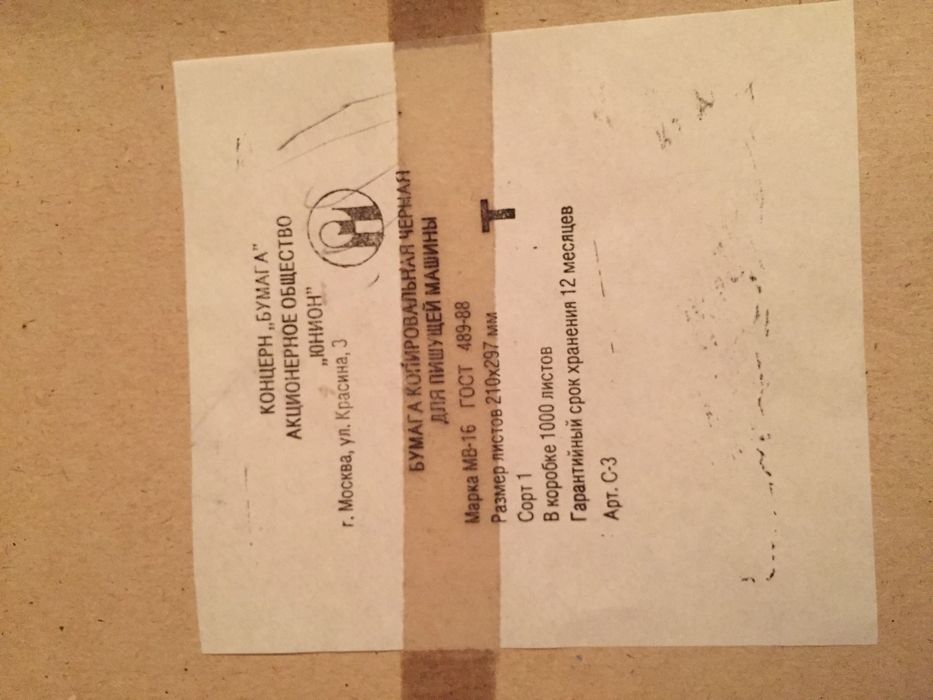 КОНЦЕРН „БУМАГА”
АКЦИОНЕРНОЕ ОБЩЕСТВО
„ЮНИОН”
г. Москва, ул. Красина, 3
БУМАГА КОПИРОВАЛЬНАЯ ЧЕРНАЯ
ДЛЯ ПИШУЩЕЙ МАШИНЫ
Марка МВ-16 ГОСТ 489-88
Размер листов 210х297 мм
Сорт 1
В коробке 1000 листов
Гарантийный срок хранения 12 месяцев
Арт. С-3
Т